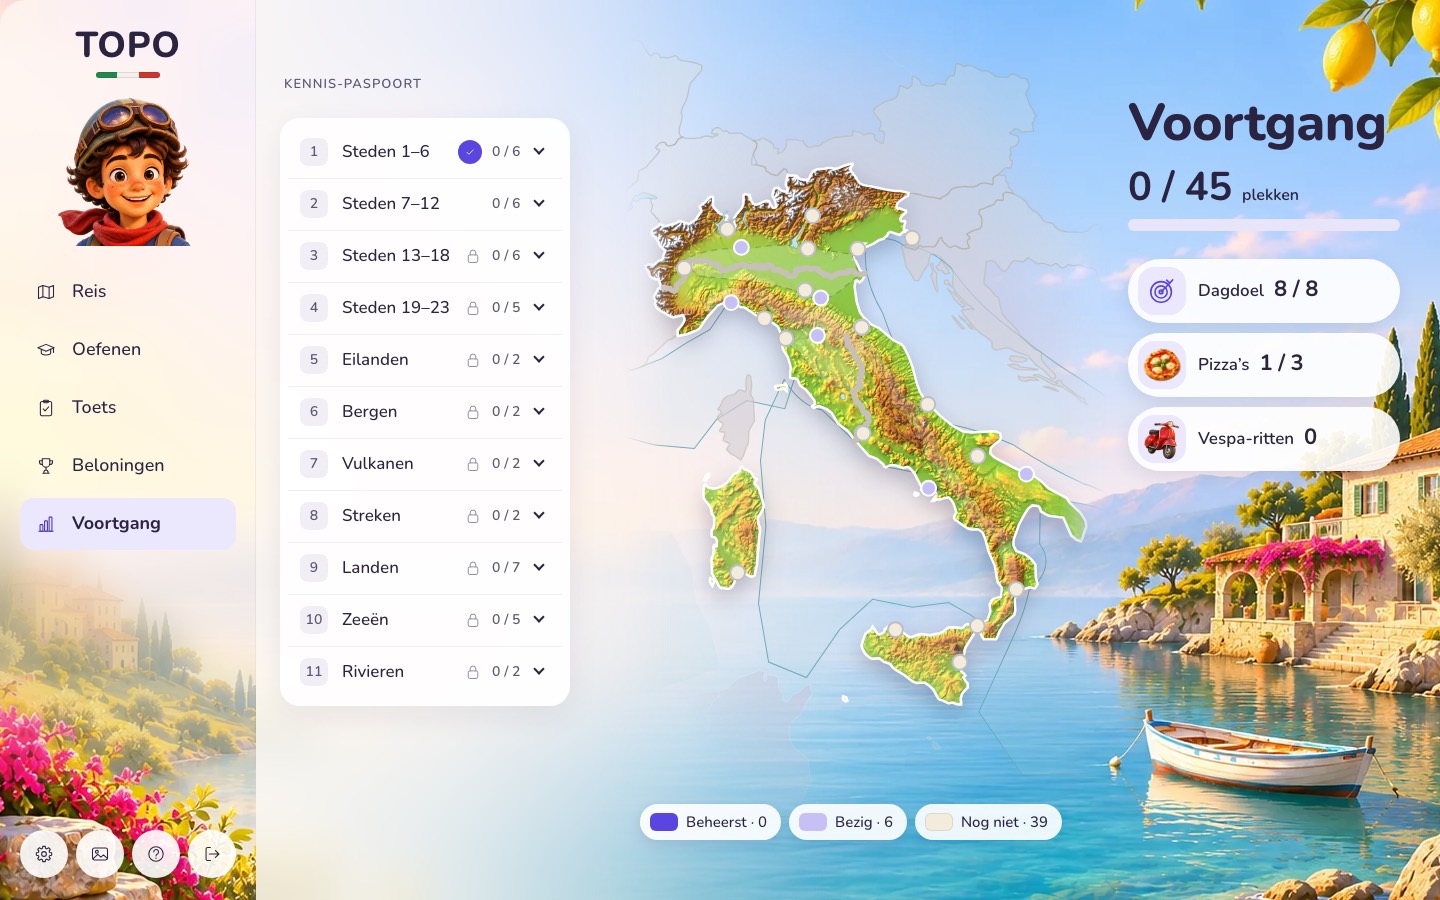 TOPO
Reis
Oefenen
Toets
Beloningen
Voortgang
KENNIS-PASPOORT
1 Steden 1–6 0 / 6
2 Steden 7–12 0 / 6
3 Steden 13–18 0 / 6
4 Steden 19–23 0 / 5
5 Eilanden 0 / 2
6 Bergen 0 / 2
7 Vulkanen 0 / 2
8 Streken 0 / 2
9 Landen 0 / 7
10 Zeeën 0 / 5
11 Rivieren 0 / 2
Beheerst · 0
Bezig · 6
Nog niet · 39
Voortgang
0 / 45 plekken
Dagdoel 8 / 8
Pizza’s 1 / 3
Vespa-ritten 0